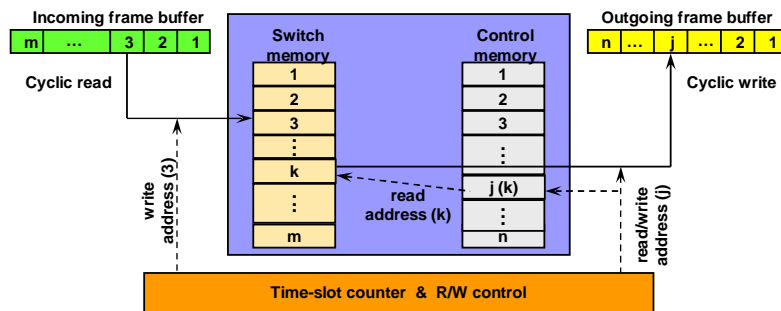 Incoming frame buffer
Outgoing frame buffer
m … 3 2 1
Switch memory
Control memory
n … j … 2 1
Cyclic read
Cyclic write
1
2
3
⋮
k
⋮
m
1
2
3
⋮
j (k)
⋮
n
write
address (3)
read
address (k)
read/write
address (j)
Time-slot counter & R/W control